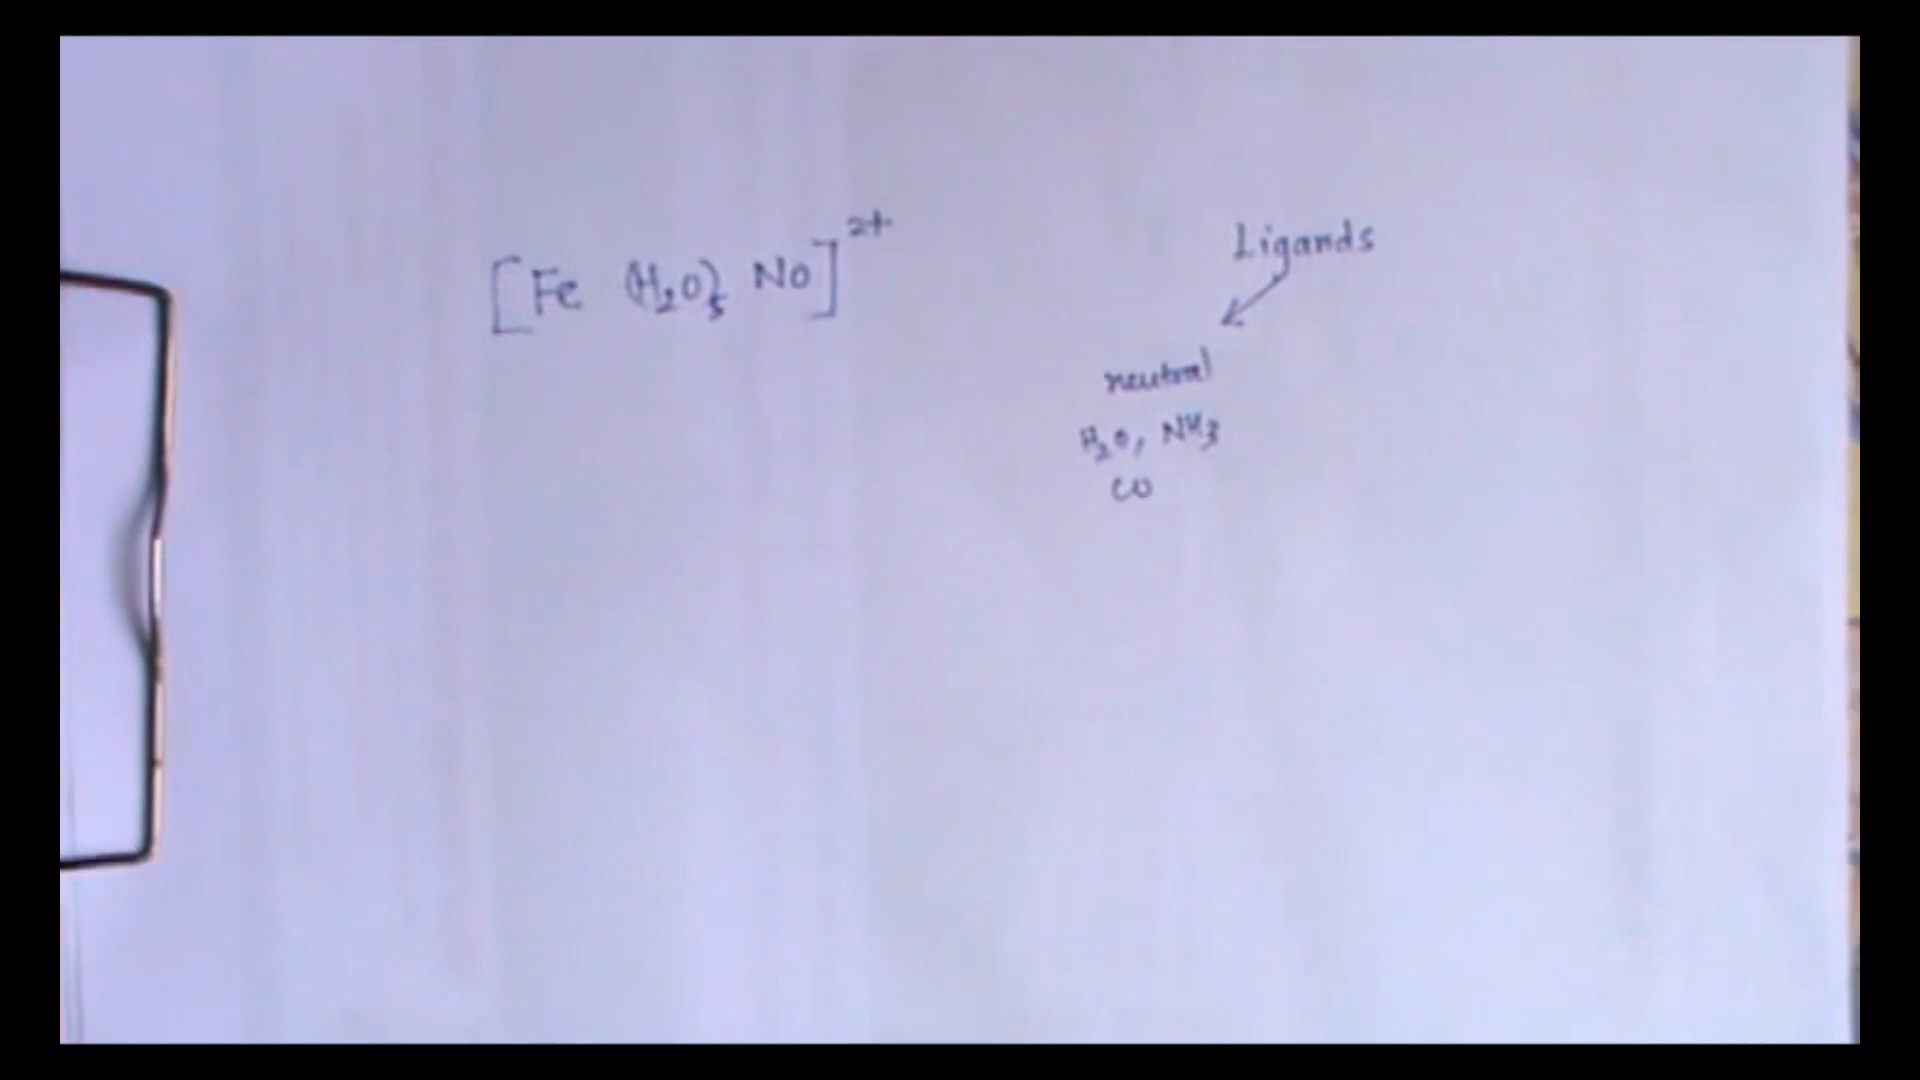 [Fe (H₂O)₅ No]²⁺
Ligands
neutral
H₂O, NH₃
CO